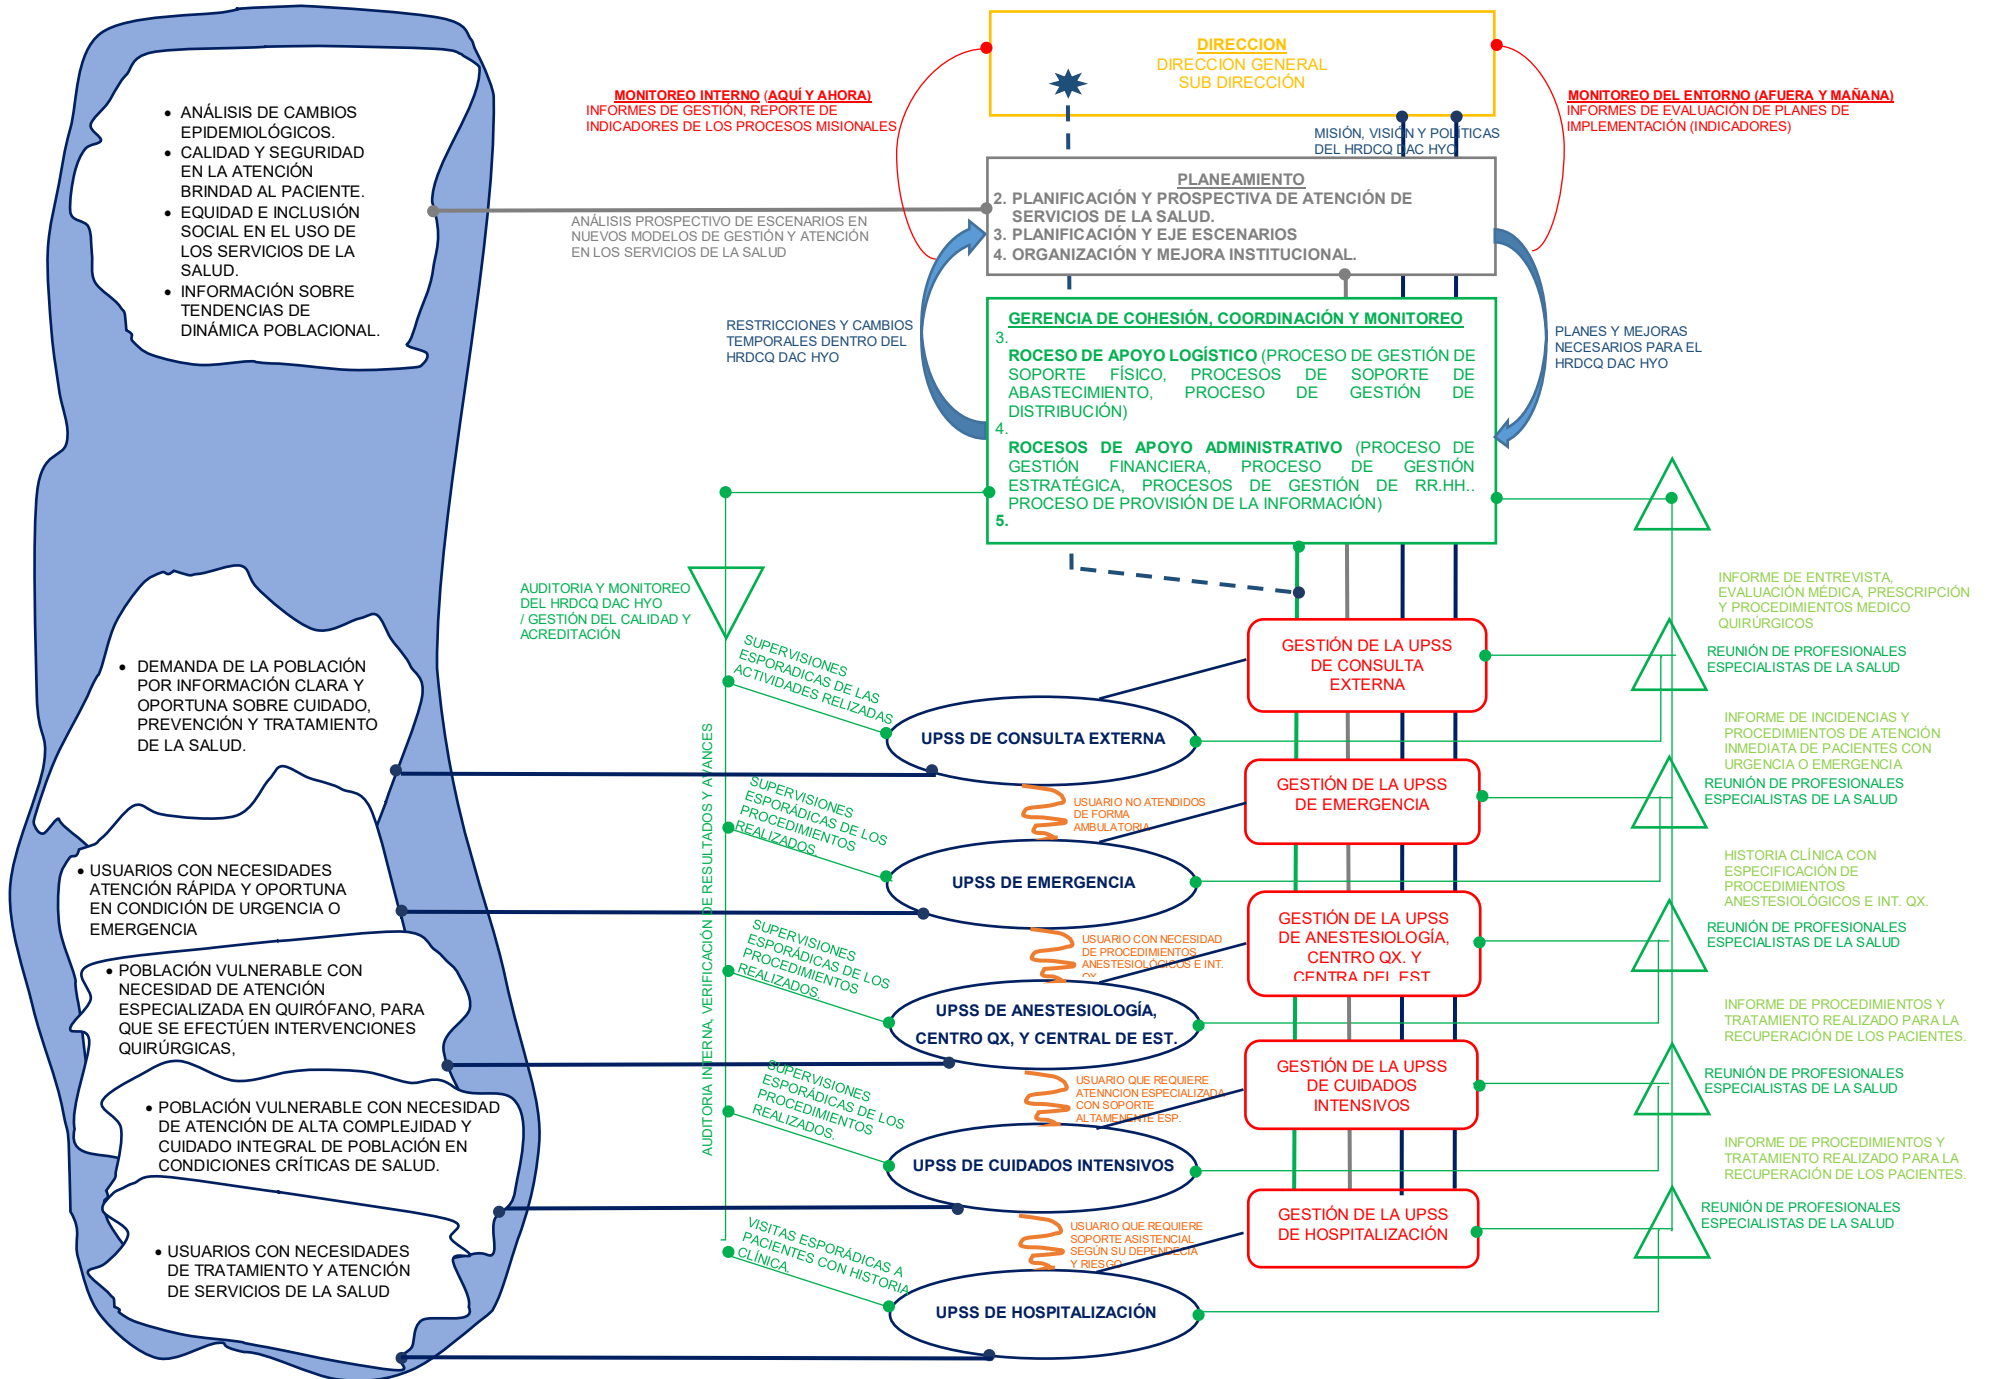 DIRECCION
DIRECCION GENERAL
SUB DIRECCIÓN
MONITOREO INTERNO (AQUÍ Y AHORA)
INFORMES DE GESTIÓN, REPORTE DE
INDICADORES DE LOS PROCESOS MISIONALES
MONITOREO DEL ENTORNO (AFUERA Y MAÑANA)
INFORMES DE EVALUACIÓN DE PLANES DE
IMPLEMENTACIÓN (INDICADORES)
MISIÓN, VISIÓN Y POLÍTICAS
DEL HRDCQ DAC HYO
• ANÁLISIS DE CAMBIOS
EPIDEMIOLÓGICOS.
• CALIDAD Y SEGURIDAD
EN LA ATENCIÓN
BRINDAD AL PACIENTE.
• EQUIDAD E INCLUSIÓN
SOCIAL EN EL USO DE
LOS SERVICIOS DE LA
SALUD.
• INFORMACIÓN SOBRE
TENDENCIAS DE
DINÁMICA POBLACIONAL.
PLANEAMIENTO
2. PLANIFICACIÓN Y PROSPECTIVA DE ATENCIÓN DE
SERVICIOS DE LA SALUD.
3. PLANIFICACIÓN Y EJE ESCENARIOS
4. ORGANIZACIÓN Y MEJORA INSTITUCIONAL.
ANÁLISIS PROSPECTIVO DE ESCENARIOS EN
NUEVOS MODELOS DE GESTIÓN Y ATENCIÓN
EN LOS SERVICIOS DE LA SALUD
RESTRICCIONES Y CAMBIOS
TEMPORALES DENTRO DEL
HRDCQ DAC HYO
PLANES Y MEJORAS
NECESARIOS PARA EL
HRDCQ DAC HYO
GERENCIA DE COHESIÓN, COORDINACIÓN Y MONITOREO
3.
ROCESO DE APOYO LOGÍSTICO (PROCESO DE GESTIÓN DE
SOPORTE FÍSICO, PROCESOS DE SOPORTE DE
ABASTECIMIENTO, PROCESO DE GESTIÓN DE
DISTRIBUCIÓN)
4.
ROCESOS DE APOYO ADMINISTRATIVO (PROCESO DE
GESTIÓN FINANCIERA, PROCESO DE GESTIÓN
ESTRATÉGICA, PROCESOS DE GESTIÓN DE RR.HH..
PROCESO DE PROVISIÓN DE LA INFORMACIÓN)
5.
AUDITORIA Y MONITOREO
DEL HRDCQ DAC HYO
/ GESTIÓN DEL CALIDAD Y
ACREDITACIÓN
AUDITORIA INTERNA, VERIFICACIÓN DE RESULTADOS Y AVANCES
• DEMANDA DE LA POBLACIÓN
POR INFORMACIÓN CLARA Y
OPORTUNA SOBRE CUIDADO,
PREVENCIÓN Y TRATAMIENTO
DE LA SALUD.
SUPERVISIONES
ESPORADICAS DE LAS
ACTIVIDADES RELIZADAS
UPSS DE CONSULTA EXTERNA
GESTIÓN DE LA UPSS
DE CONSULTA
EXTERNA
INFORME DE ENTREVISTA,
EVALUACIÓN MÉDICA, PRESCRIPCIÓN
Y PROCEDIMIENTOS MEDICO
QUIRÚRGICOS
REUNIÓN DE PROFESIONALES
ESPECIALISTAS DE LA SALUD
USUARIO NO ATENDIDOS
DE FORMA
AMBULATORIA
• USUARIOS CON NECESIDADES
ATENCIÓN RÁPIDA Y OPORTUNA
EN CONDICIÓN DE URGENCIA O
EMERGENCIA
SUPERVISIONES
ESPORÁDICAS DE LOS
PROCEDIMIENTOS
REALIZADOS.
UPSS DE EMERGENCIA
GESTIÓN DE LA UPSS
DE EMERGENCIA
INFORME DE INCIDENCIAS Y
PROCEDIMIENTOS DE ATENCIÓN
INMEDIATA DE PACIENTES CON
URGENCIA O EMERGENCIA
REUNIÓN DE PROFESIONALES
ESPECIALISTAS DE LA SALUD
USUARIO CON NECESIDAD
DE PROCEDIMIENTOS
ANESTESIOLÓGICOS E INT.
• POBLACIÓN VULNERABLE CON
NECESIDAD DE ATENCIÓN
ESPECIALIZADA EN QUIRÓFANO, PARA
QUE SE EFECTÚEN INTERVENCIONES
QUIRÚRGICAS,
SUPERVISIONES
ESPORÁDICAS DE LOS
PROCEDIMIENTOS
REALIZADOS.
UPSS DE ANESTESIOLOGÍA,
CENTRO QX, Y CENTRAL DE EST.
GESTIÓN DE LA UPSS
DE ANESTESIOLOGÍA,
CENTRO QX. Y
CENTRA DEL EST
HISTORIA CLÍNICA CON
ESPECIFICACIÓN DE
PROCEDIMIENTOS
ANESTESIOLÓGICOS E INT. QX.
REUNIÓN DE PROFESIONALES
ESPECIALISTAS DE LA SALUD
USUARIO QUE REQUIERE
ATENNCION ESPECIALIZADA
CON SOPORTE
ALTAMENENTE ESP.
• POBLACIÓN VULNERABLE CON NECESIDAD
DE ATENCIÓN DE ALTA COMPLEJIDAD Y
CUIDADO INTEGRAL DE POBLACIÓN EN
CONDICIONES CRÍTICAS DE SALUD.
SUPERVISIONES
ESPORÁDICAS DE LOS
PROCEDIMIENTOS
REALIZADOS.
UPSS DE CUIDADOS INTENSIVOS
GESTIÓN DE LA UPSS
DE CUIDADOS
INTENSIVOS
INFORME DE PROCEDIMIENTOS Y
TRATAMIENTO REALIZADO PARA LA
RECUPERACIÓN DE LOS PACIENTES.
REUNIÓN DE PROFESIONALES
ESPECIALISTAS DE LA SALUD
USUARIO QUE REQUIERE
SOPORTE ASISTENCIAL
SEGÚN SU DEPENDECIA
Y RIESGO
• USUARIOS CON NECESIDADES
DE TRATAMIENTO Y ATENCIÓN
DE SERVICIOS DE LA SALUD
VISITAS ESPORÁDICAS A
PACIENTES CON HISTORIA
CLÍNICA.
UPSS DE HOSPITALIZACIÓN
GESTIÓN DE LA UPSS
DE HOSPITALIZACIÓN
INFORME DE PROCEDIMIENTOS Y
TRATAMIENTO REALIZADO PARA LA
RECUPERACIÓN DE LOS PACIENTES.
REUNIÓN DE PROFESIONALES
ESPECIALISTAS DE LA SALUD